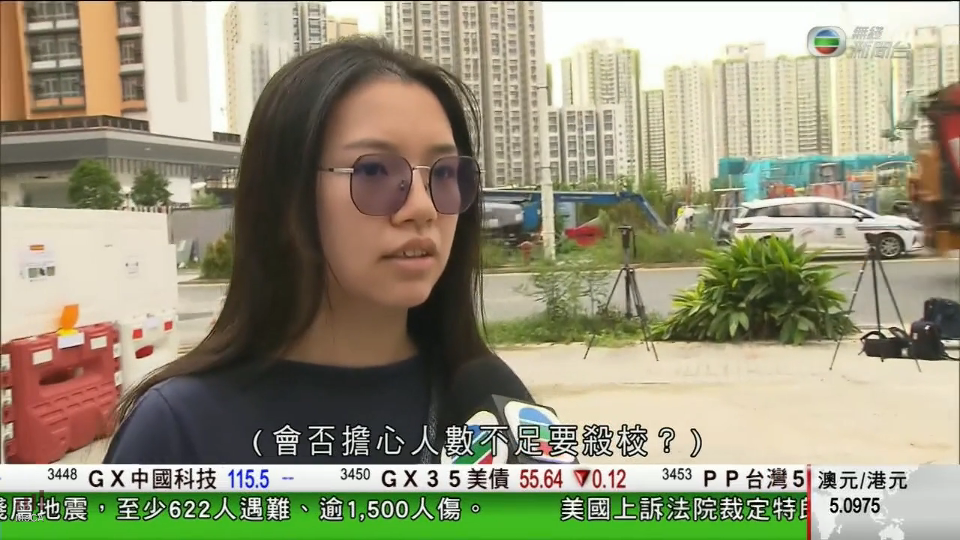 無綫
新聞台
（會否擔心人數不足要殺校？）
3448 GX中國科技 115.5 -- 3450 GX35美債 55.64 ▼0.12 3453 PP台灣5
澳元/港元
5.0975
層地震，至少622人遇難、逾1,500人傷。 美國上訴法院裁定特